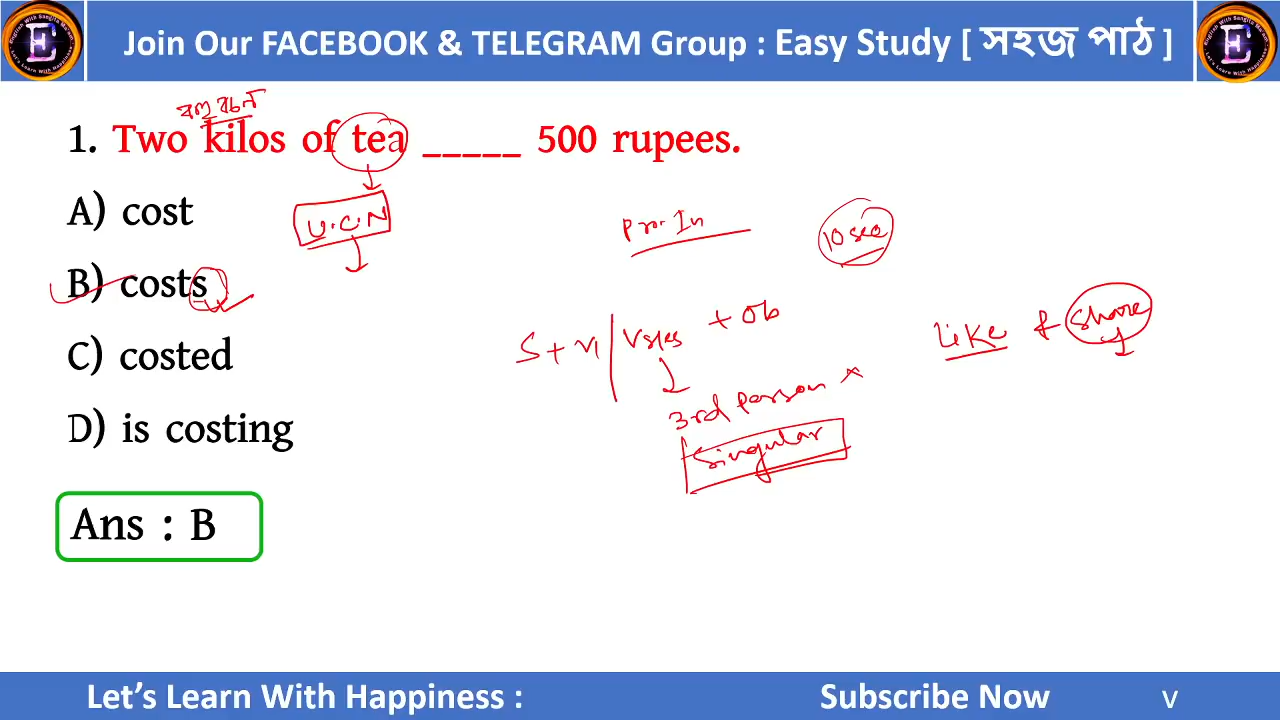 Join Our FACEBOOK & TELEGRAM Group : Easy Study [ সহজ পাঠ ]
বহু বচন
1. Two kilos of tea _____ 500 rupees.
A) cost
U.C.N
Pr. In
10 sec
B) costs
S + V1 | Vs/es + Ob
Like & Share
C) costed
3rd person
Singular
D) is costing
Ans : B
Let's Learn With Happiness :
Subscribe Now
V